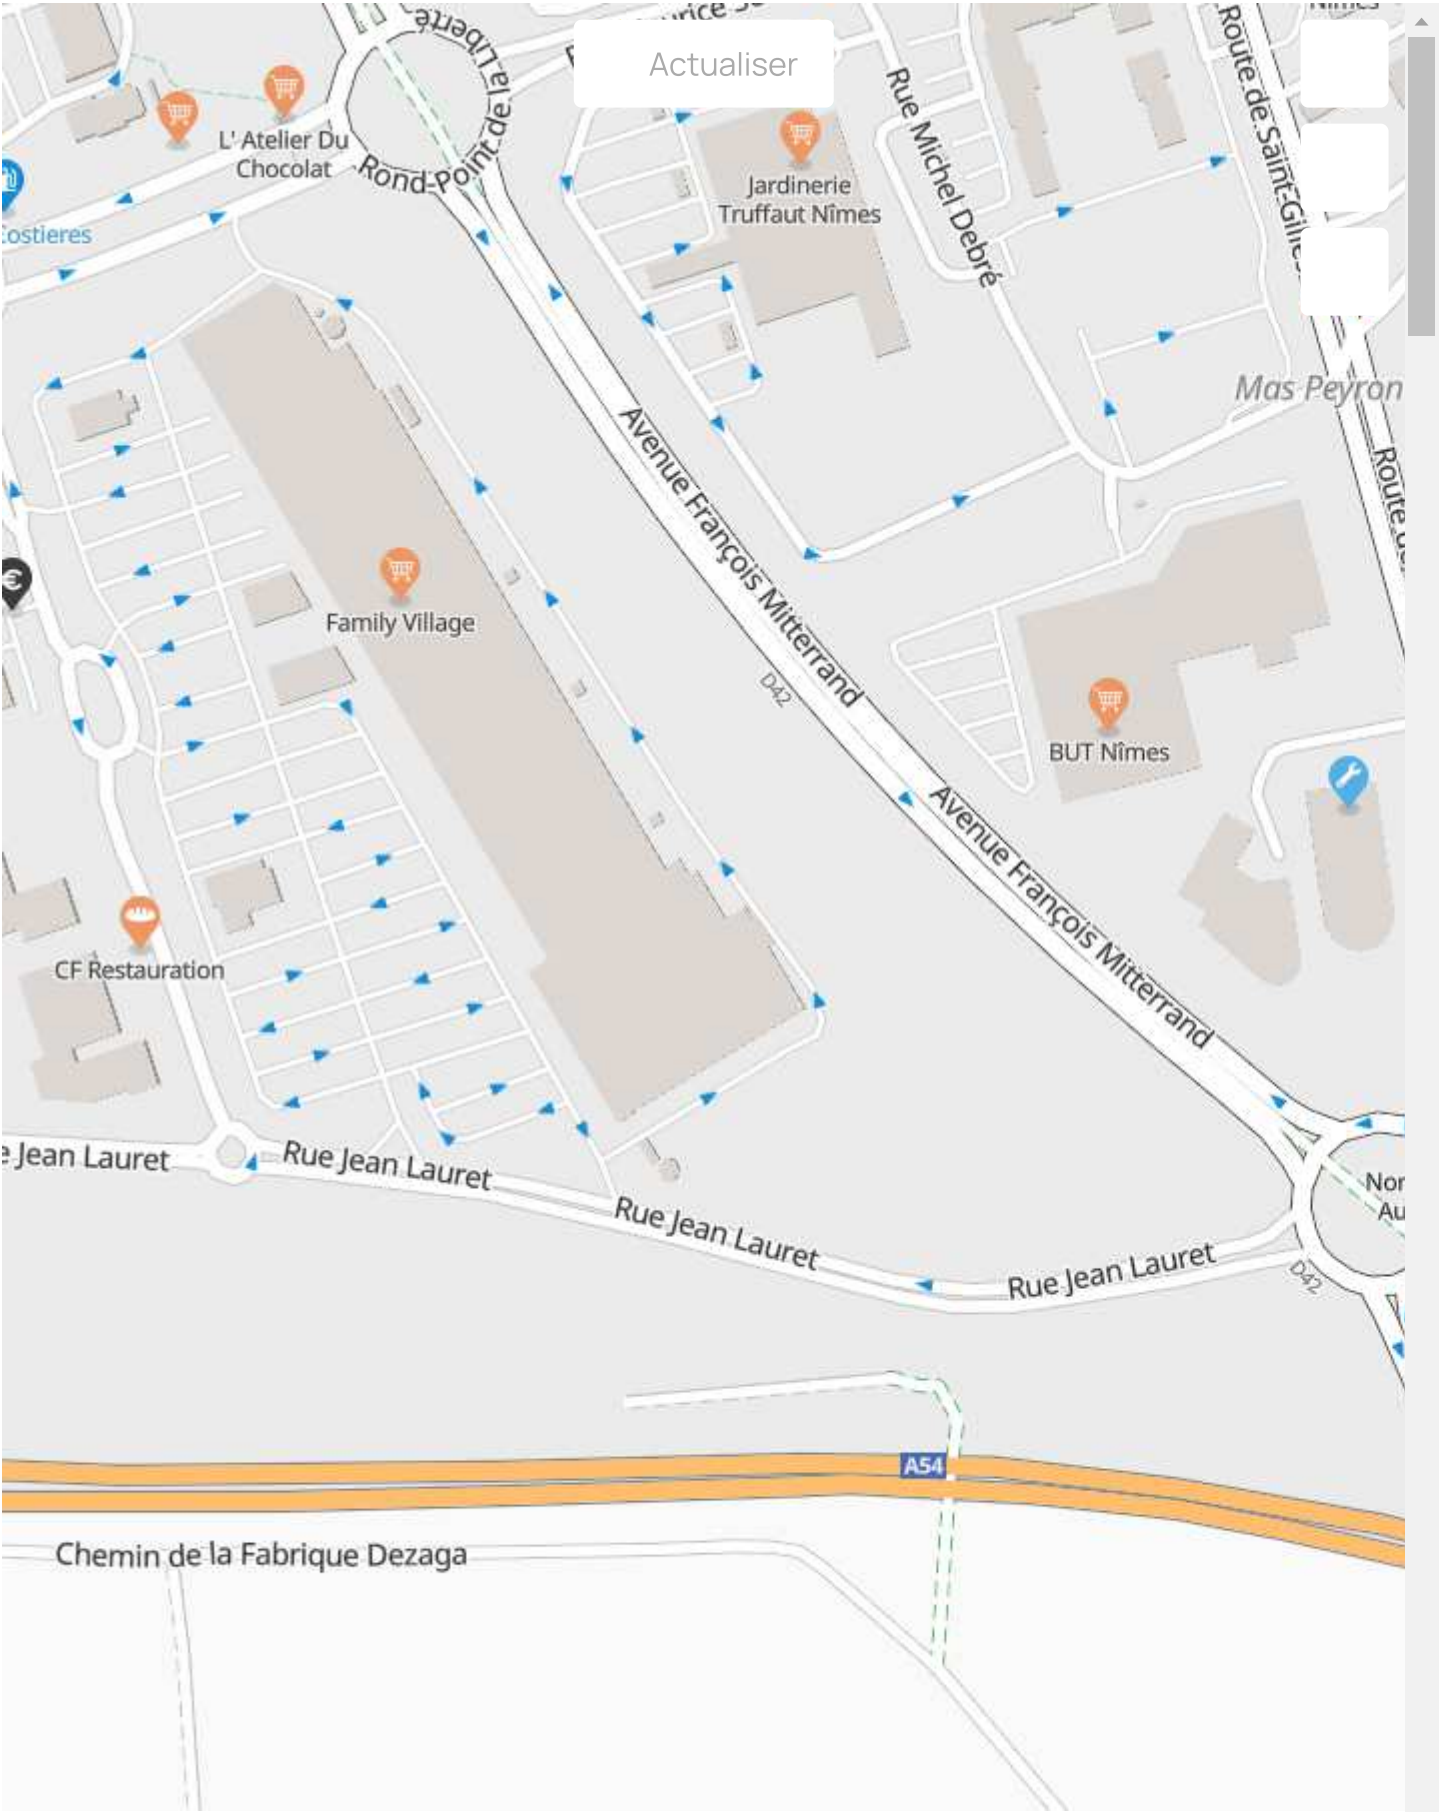 la Liberté
Actualiser
Nîmes
Rue Michel Debré
Route de Saint-Gilles
L' Atelier Du
Chocolat
Rond-Point de
Jardinerie
Truffaut Nîmes
Costieres
Mas Peyron
Avenue François Mitterrand
Route
€
Family Village
D42
BUT Nîmes
Avenue François Mitterrand
CF Restauration
e Jean Lauret
Rue Jean Lauret
Rue Jean Lauret
Rue Jean Lauret
D42
A54
Chemin de la Fabrique Dezaga